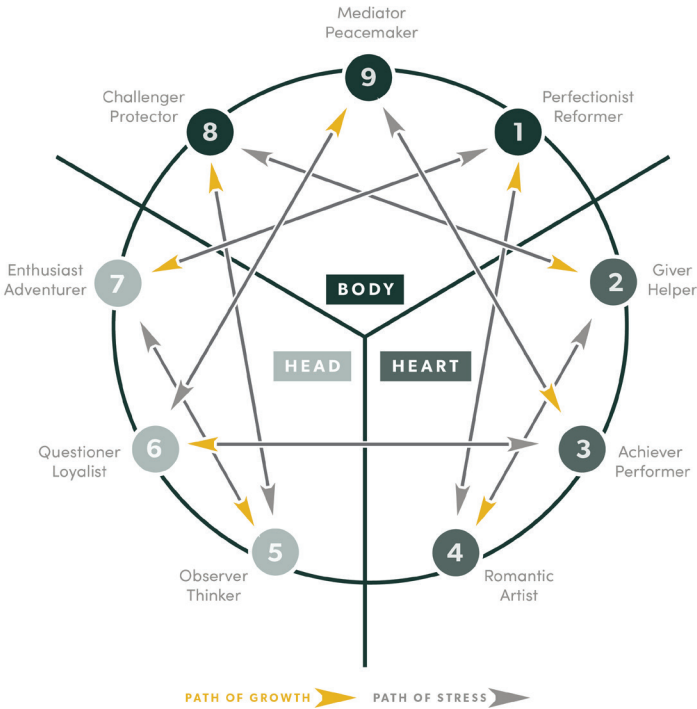 Mediator
Peacemaker
9
Challenger
Protector
8
Perfectionist
Reformer
1
Enthusiast
Adventurer
7
Giver
Helper
2
BODY
HEAD
HEART
Questioner
Loyalist
6
Achiever
Performer
3
Observer
Thinker
5
Romantic
Artist
4
PATH OF GROWTH
PATH OF STRESS